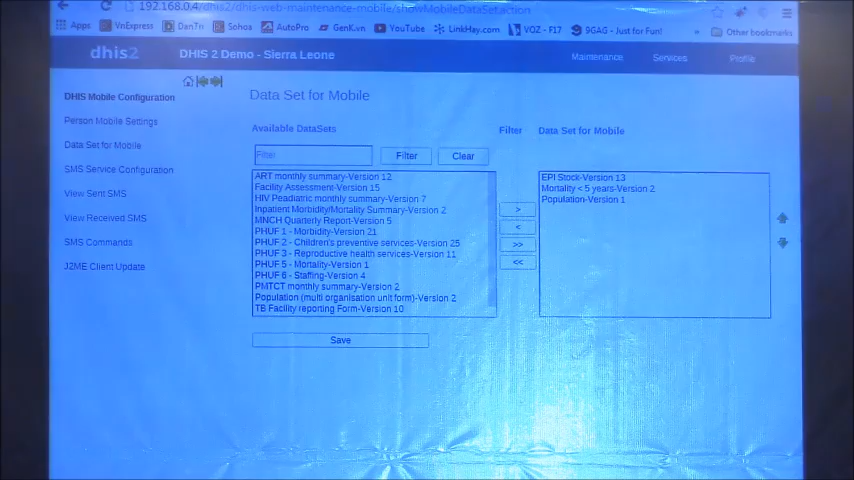 192.168.0.4/dhis2/dhis-web-maintenance-mobile/showMobileDataSet.action
Apps VnExpress DanTri Sohoa AutoPro GenK.vn YouTube LinkHay.com VOZ - F17 9GAG - Just for Fun! » Other bookmarks
dhis2 DHIS 2 Demo - Sierra Leone Maintenance Services Profile
DHIS Mobile Configuration
Person Mobile Settings
Data Set for Mobile
SMS Service Configuration
View Sent SMS
View Received SMS
SMS Commands
J2ME Client Update
Data Set for Mobile
Available DataSets Filter Data Set for Mobile
Filter Filter Clear
ART monthly summary-Version 12
Facility Assessment-Version 15
HIV Peadiatric monthly summary-Version 7
Inpatient Morbidity/Mortality Summary-Version 2
MNCH Quarterly Report-Version 5
PHUF 1 - Morbidity-Version 21
PHUF 2 - Children's preventive services-Version 25
PHUF 3 - Reproductive health services-Version 11
PHUF 5 - Mortality-Version 1
PHUF 6 - Staffing-Version 4
PMTCT monthly summary-Version 2
Population (multi organisation unit form)-Version 2
TB Facility reporting Form-Version 10
>
<
>>
<<
EPI Stock-Version 13
Mortality < 5 years-Version 2
Population-Version 1
Save